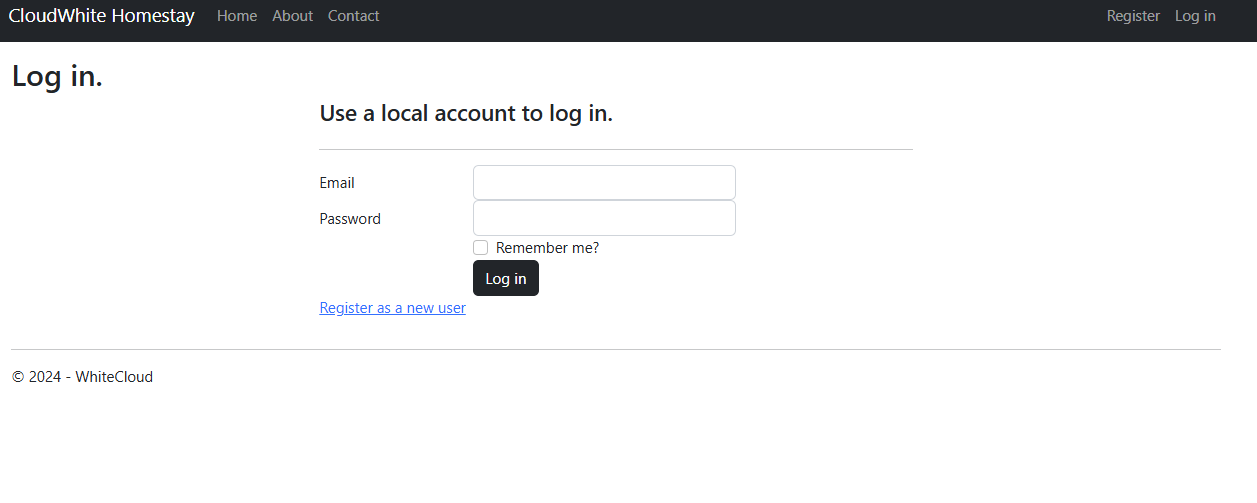 CloudWhite Homestay Home About Contact Register Log in
Log in.
Use a local account to log in.
Email
Password
Remember me?
Log in
Register as a new user
© 2024 - WhiteCloud